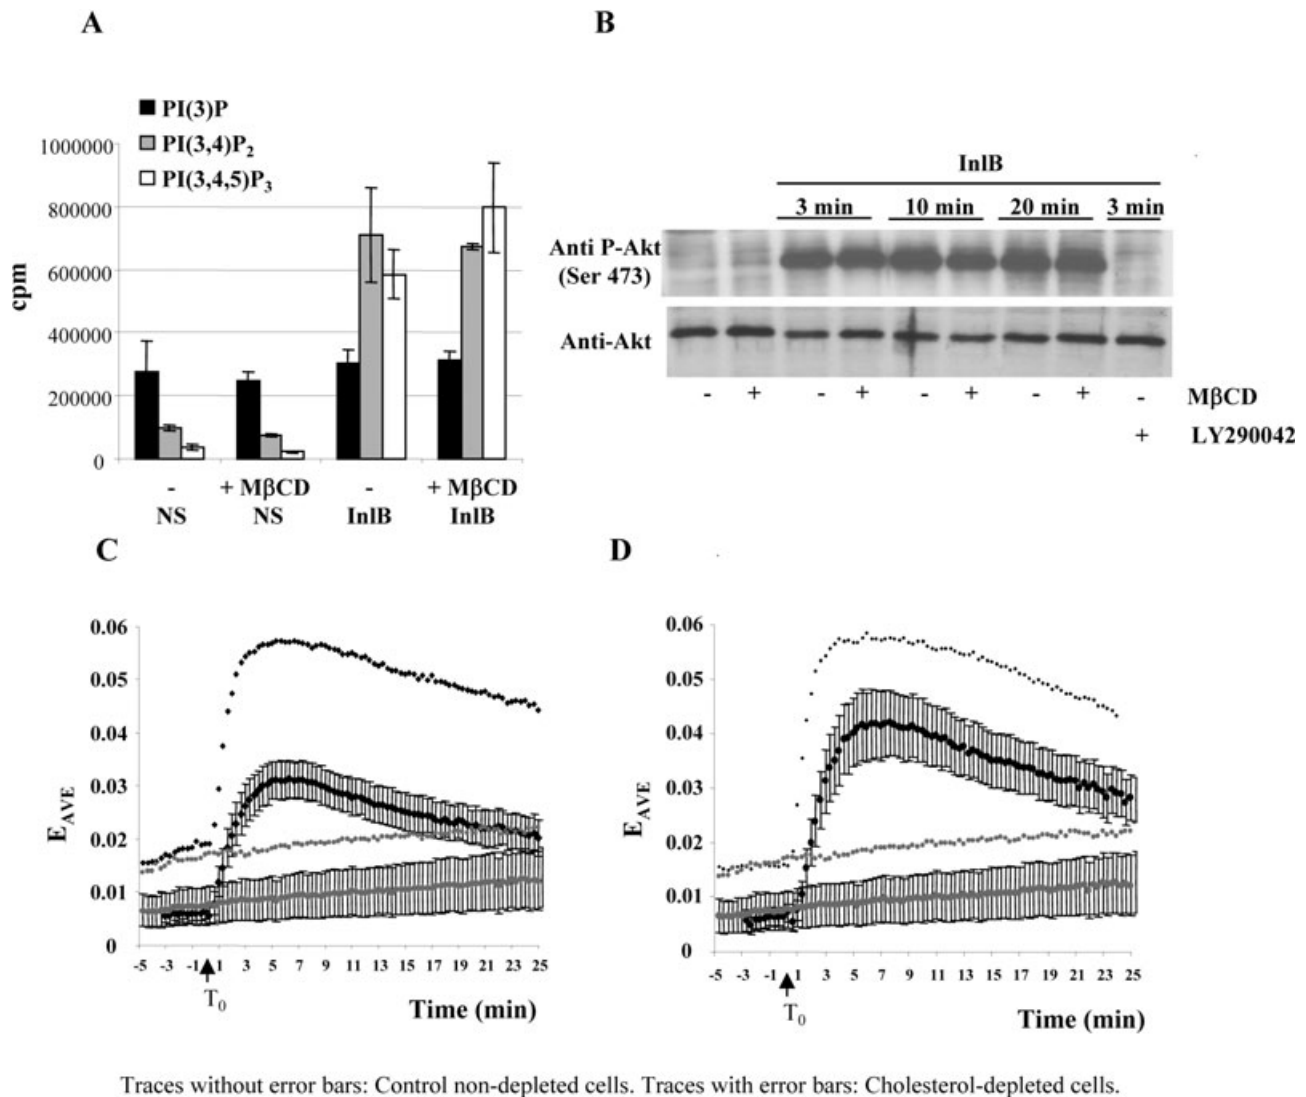 A
B
PI(3)P
PI(3,4)P₂
PI(3,4,5)P₃
1000000
800000
600000
400000
200000
0
cpm
- + MβCD - + MβCD
NS NS InlB InlB
InlB
3 min 10 min 20 min 3 min
Anti P-Akt
(Ser 473)
Anti-Akt
- + - + - + - + - MβCD
+ LY290042
C
D
0.06
0.05
0.04
0.03
0.02
0.01
0
E_AVE
-5 -3 -1 1 3 5 7 9 11 13 15 17 19 21 23 25
T₀
Time (min)
0.06
0.05
0.04
0.03
0.02
0.01
0
E_AVE
-5 -3 -1 1 3 5 7 9 11 13 15 17 19 21 23 25
T₀
Time (min)
Traces without error bars: Control non-depleted cells. Traces with error bars: Cholesterol-depleted cells.